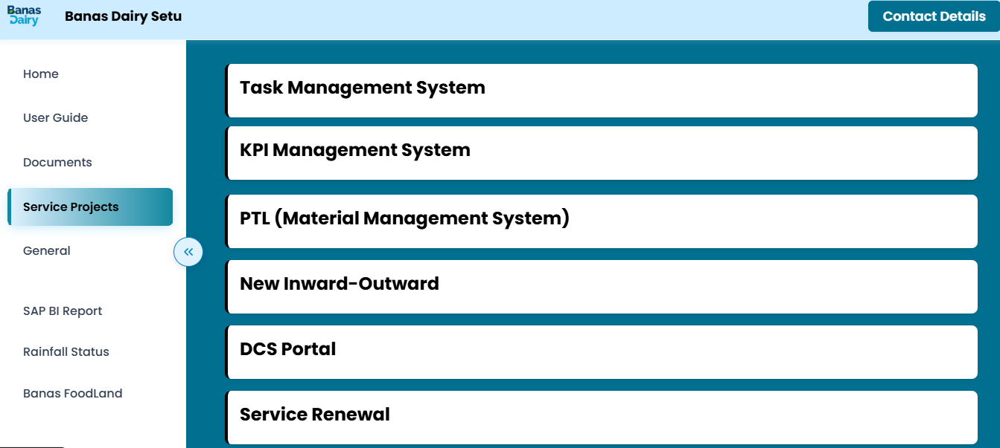 Banas
Dairy
Banas Dairy Setu
Contact Details
Home
User Guide
Documents
Service Projects
General
SAP BI Report
Rainfall Status
Banas FoodLand
Task Management System
KPI Management System
PTL (Material Management System)
New Inward-Outward
DCS Portal
Service Renewal